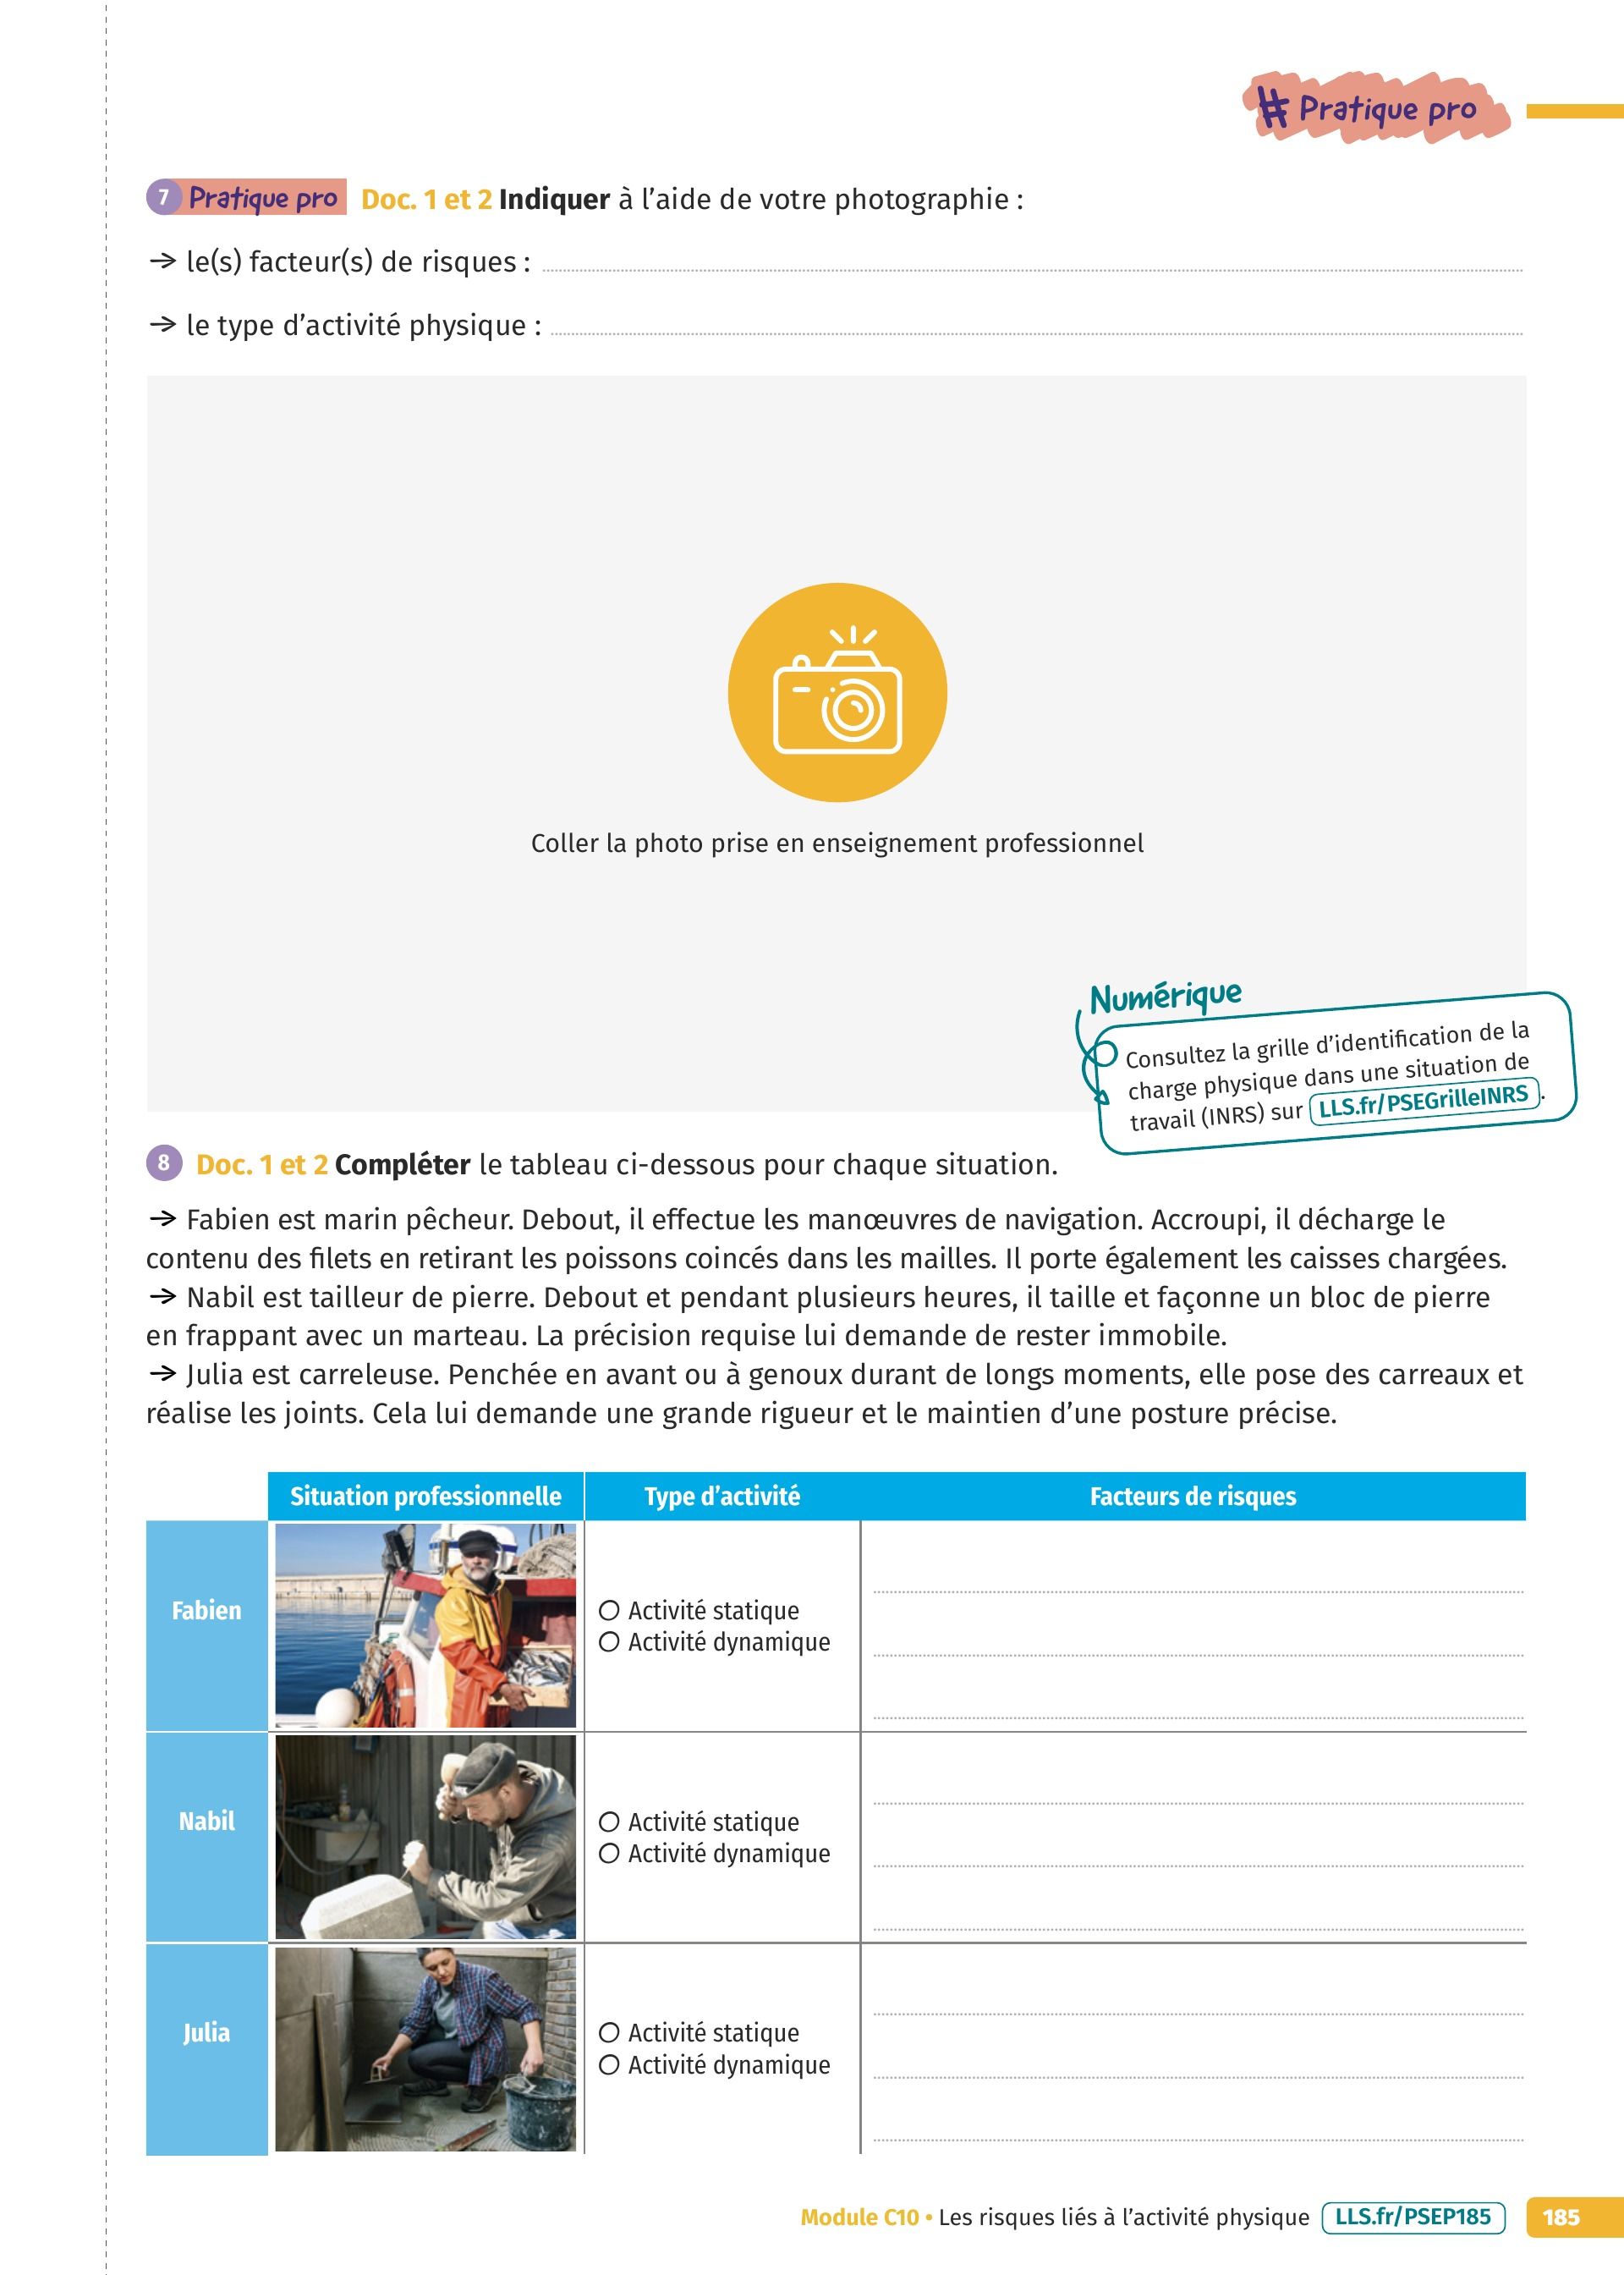 # Pratique pro
7 Pratique pro Doc. 1 et 2 Indiquer à l'aide de votre photographie :
→ le(s) facteur(s) de risques :
→ le type d'activité physique :
Coller la photo prise en enseignement professionnel
Numérique
Consultez la grille d'identification de la
charge physique dans une situation de
travail (INRS) sur LLS.fr/PSEGrilleINRS.
8 Doc. 1 et 2 Compléter le tableau ci-dessous pour chaque situation.
→ Fabien est marin pêcheur. Debout, il effectue les manœuvres de navigation. Accroupi, il décharge le
contenu des filets en retirant les poissons coincés dans les mailles. Il porte également les caisses chargées.
→ Nabil est tailleur de pierre. Debout et pendant plusieurs heures, il taille et façonne un bloc de pierre
en frappant avec un marteau. La précision requise lui demande de rester immobile.
→ Julia est carreleuse. Penchée en avant ou à genoux durant de longs moments, elle pose des carreaux et
réalise les joints. Cela lui demande une grande rigueur et le maintien d'une posture précise.
Situation professionnelle Type d'activité Facteurs de risques
Fabien
Activité statique
Activité dynamique
Nabil
Activité statique
Activité dynamique
Julia
Activité statique
Activité dynamique
Module C10 • Les risques liés à l'activité physique LLS.fr/PSEP185 185